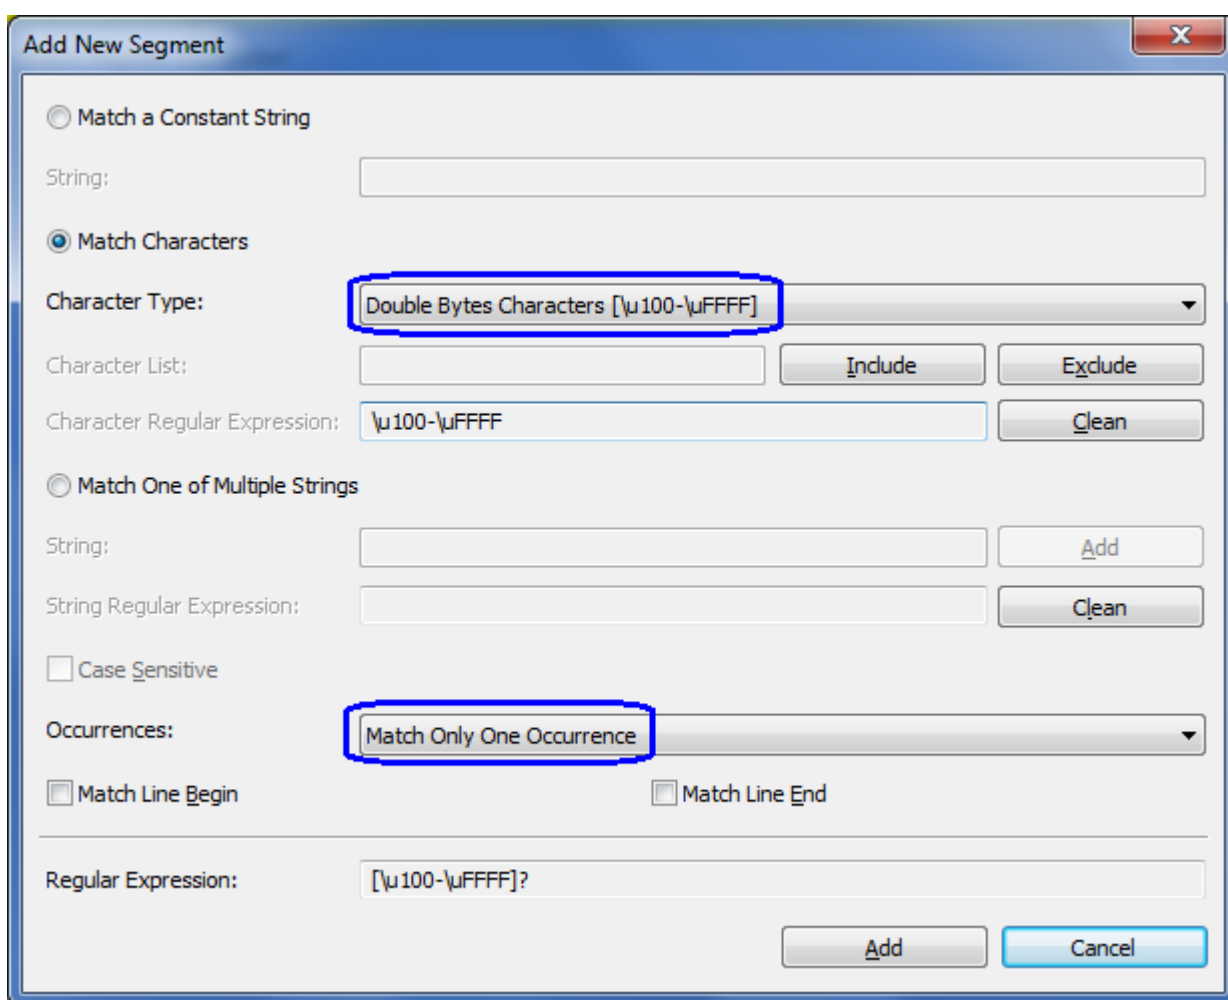 Add New Segment
x
Match a Constant String
String:
Match Characters
Character Type: Double Bytes Characters [\u100-\uFFFF]
Character List: Include Exclude
Character Regular Expression: \u100-\uFFFF Clean
Match One of Multiple Strings
String: Add
String Regular Expression: Clean
Case Sensitive
Occurrences: Match Only One Occurrence
Match Line Begin Match Line End
Regular Expression: [\u100-\uFFFF]?
Add Cancel